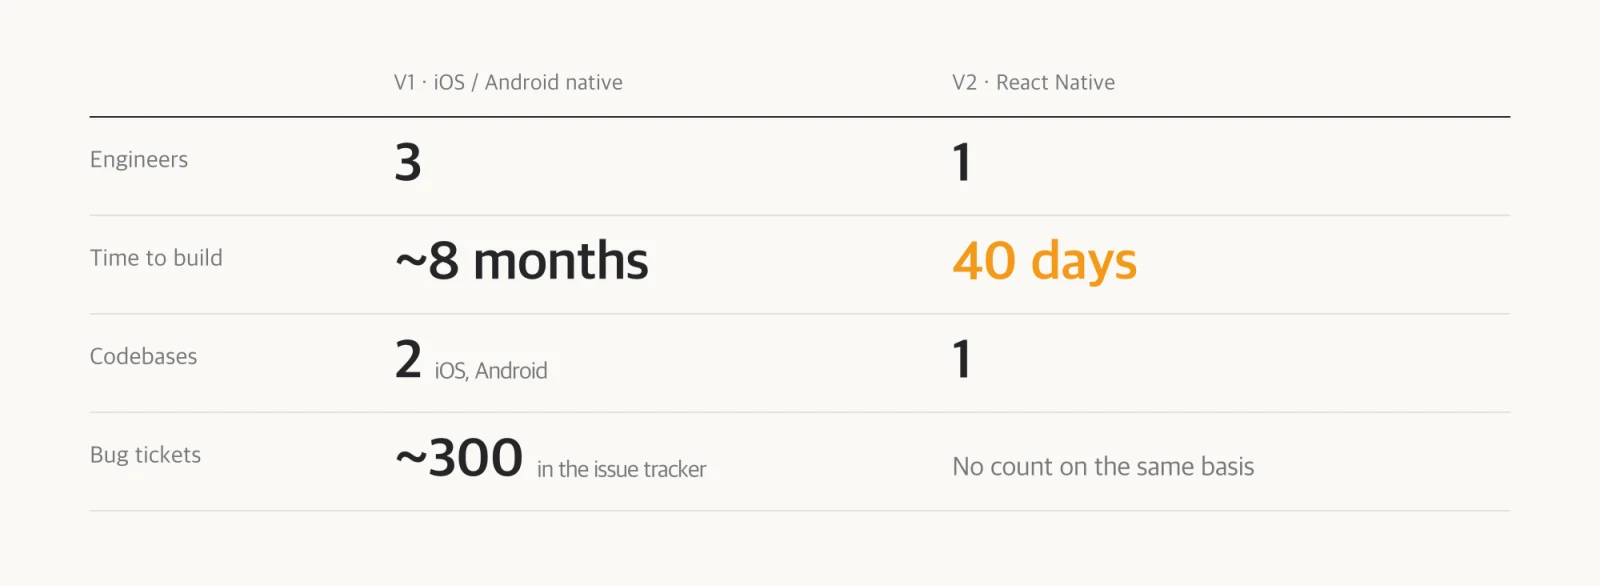 V1 · iOS / Android native V2 · React Native
Engineers 3 1
Time to build ~8 months 40 days
Codebases 2 iOS, Android 1
Bug tickets ~300 in the issue tracker No count on the same basis